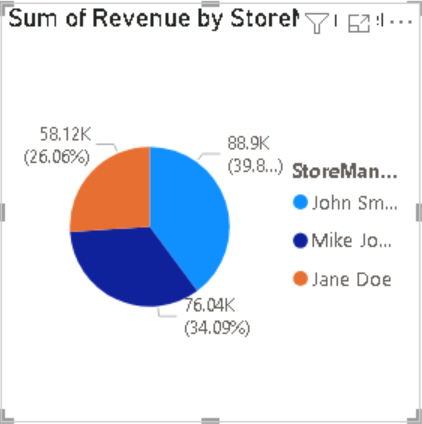 Sum of Revenue by Store
58.12K
(26.06%)
88.9K
(39.8...)
StoreMan...
John Sm...
Mike Jo...
Jane Doe
76.04K
(34.09%)